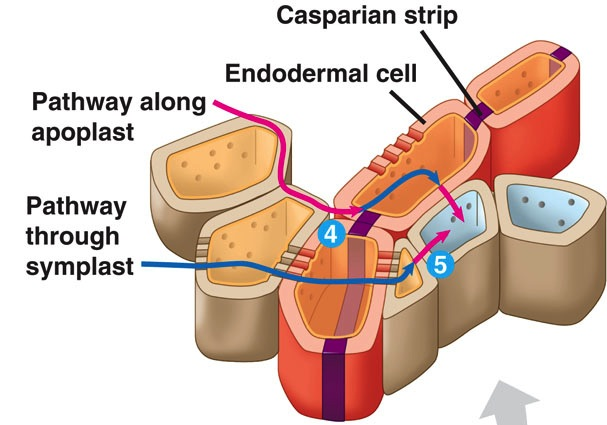 Casparian strip
Endodermal cell
Pathway along
apoplast
Pathway
through
symplast
4
5